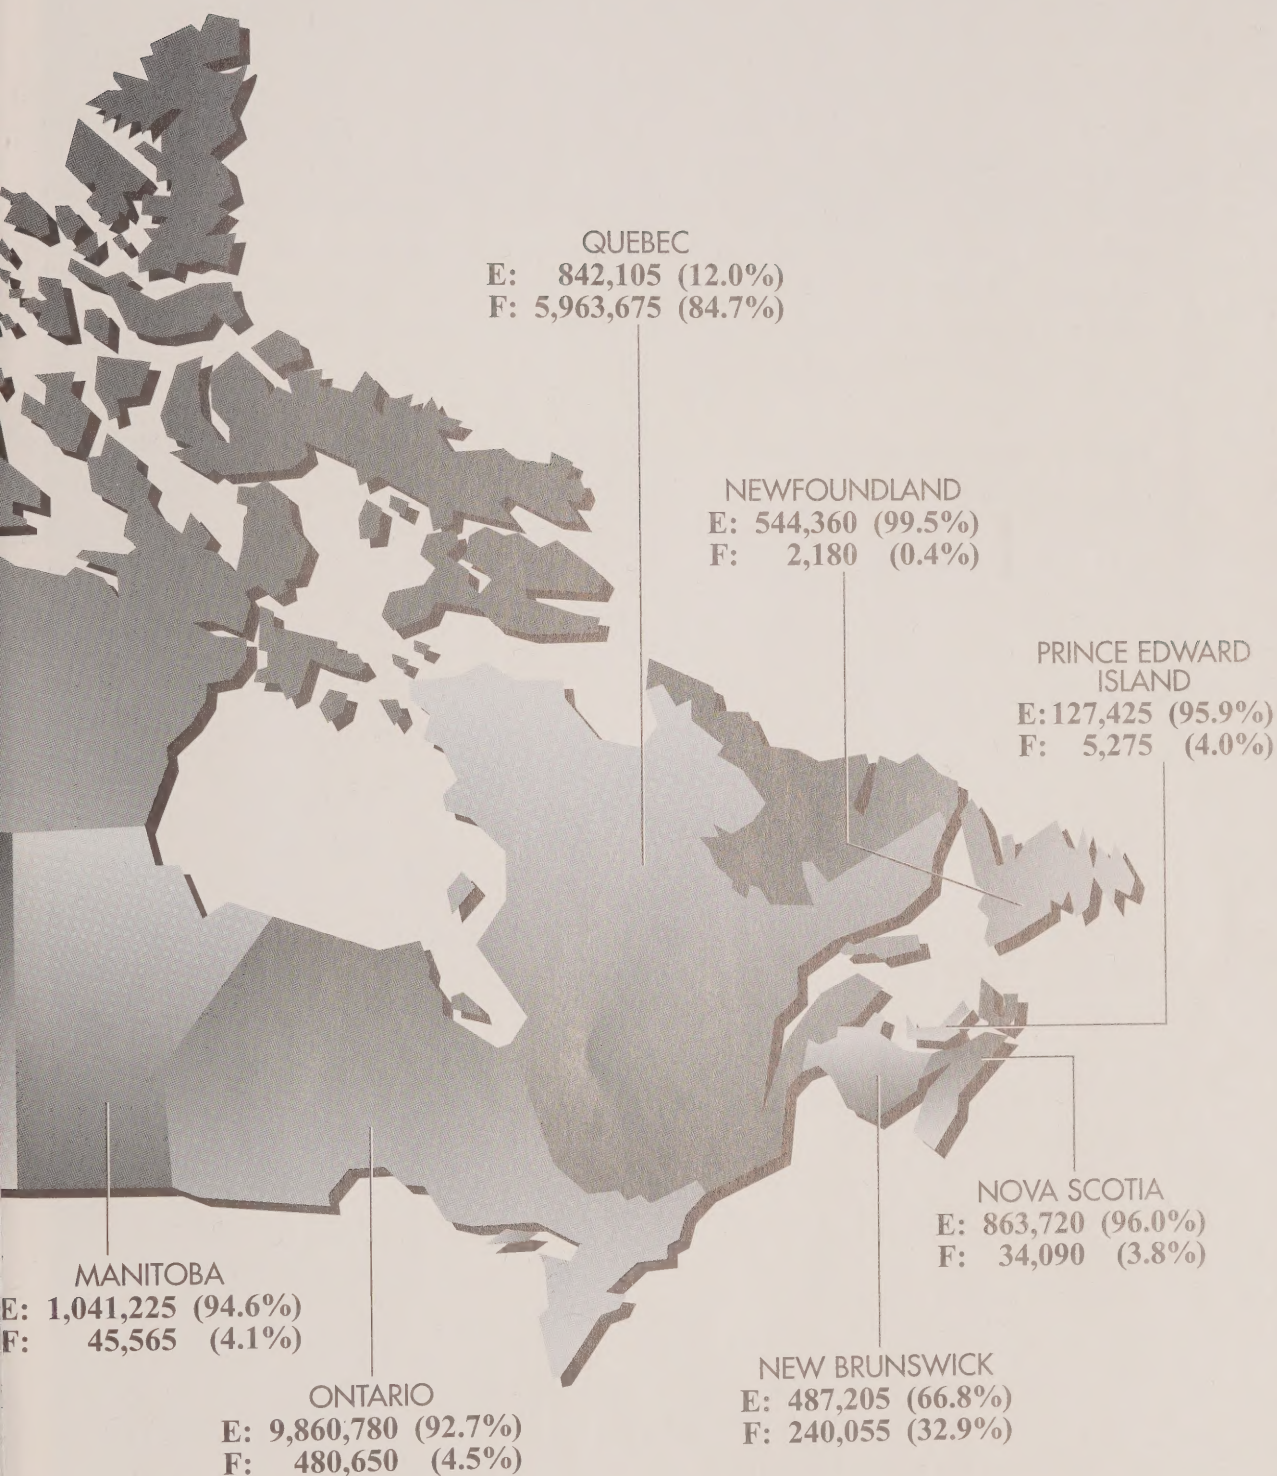 QUEBEC
E: 842,105 (12.0%)
F: 5,963,675 (84.7%)
NEWFOUNDLAND
E: 544,360 (99.5%)
F: 2,180 (0.4%)
PRINCE EDWARD
ISLAND
E: 127,425 (95.9%)
F: 5,275 (4.0%)
NOVA SCOTIA
E: 863,720 (96.0%)
F: 34,090 (3.8%)
MANITOBA
E: 1,041,225 (94.6%)
F: 45,565 (4.1%)
NEW BRUNSWICK
E: 487,205 (66.8%)
F: 240,055 (32.9%)
ONTARIO
E: 9,860,780 (92.7%)
F: 480,650 (4.5%)